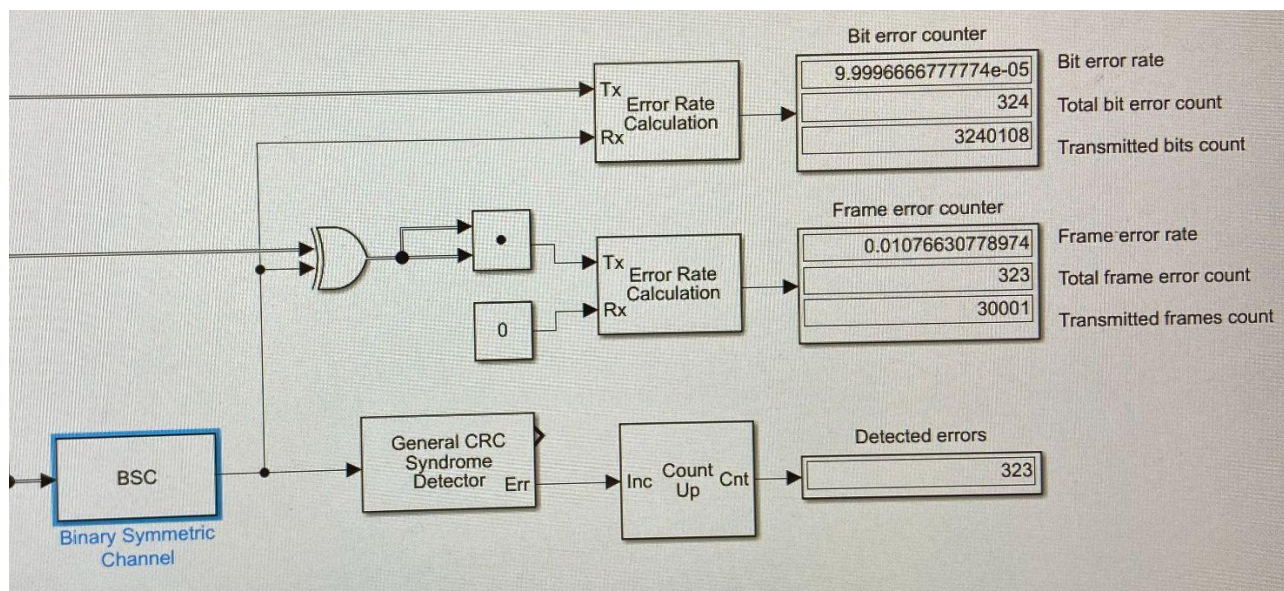 Bit error counter
9.9996666777774e-05
Bit error rate
324
Total bit error count
3240108
Transmitted bits count
Tx
Error Rate
Calculation
Rx
Frame error counter
0.01076630778974
Frame error rate
323
Total frame error count
30001
Transmitted frames count
Tx
Error Rate
Calculation
Rx
0
BSC
Binary Symmetric
Channel
General CRC
Syndrome
Detector
Err
Inc
Count
Up
Cnt
Detected errors
323